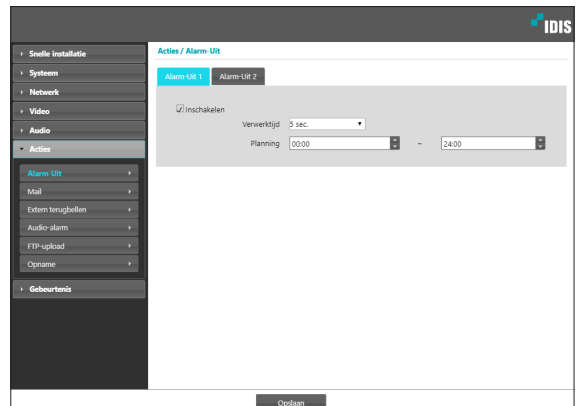 IDIS
Snelle installatie
Systeem
Netwerk
Video
Audio
Acties
Alarm-Uit
Mail
Extern terugbellen
Audio-alarm
FTP-upload
Opname
Gebeurtenis
Acties / Alarm-Uit
Alarm-Uit 1 Alarm-Uit 2
Inschakelen
Verwerktijd 5 sec.
Planning 00:00 ~ 24:00
Opslaan